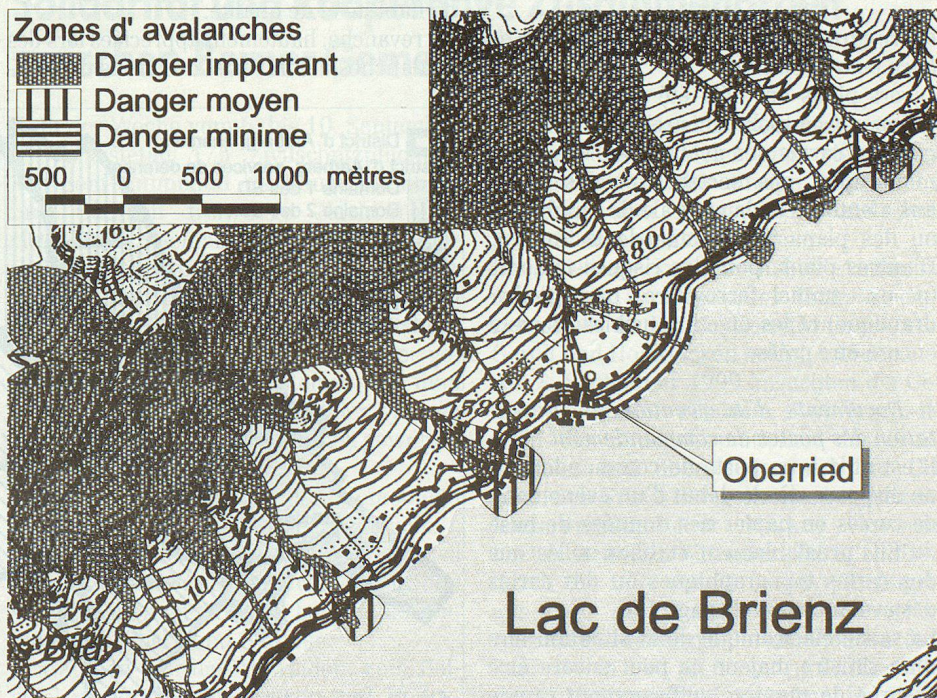 Zones d' avalanches
Danger important
Danger moyen
Danger minime
500 0 500 1000 mètres
800
762
589
Oberried
Lac de Brienz